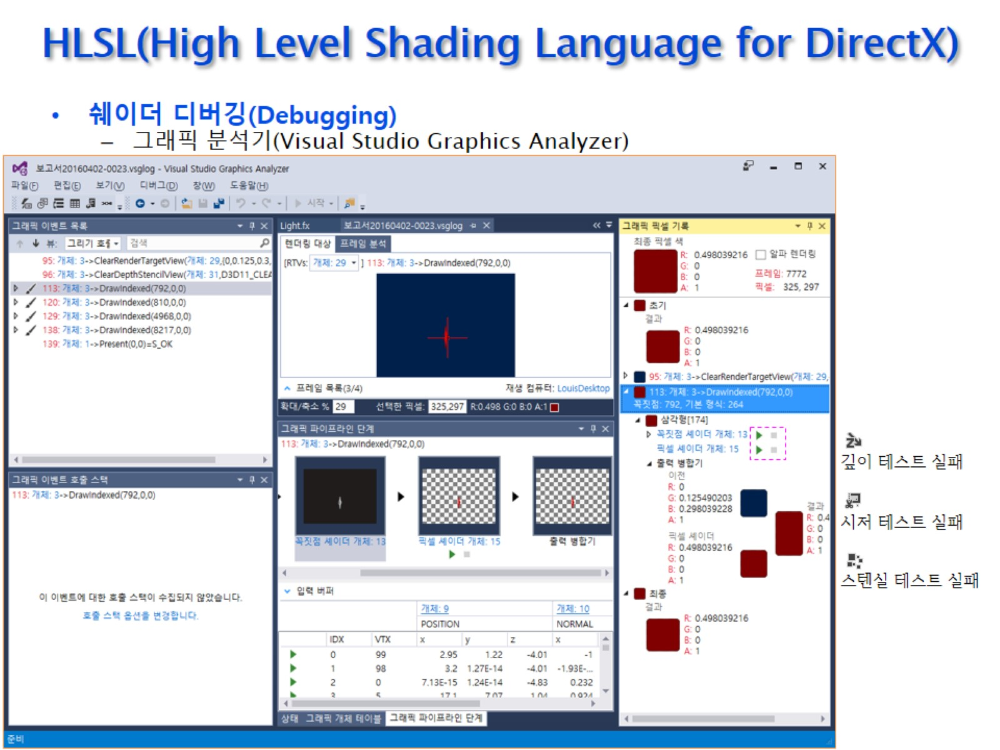 HLSL(High Level Shading Language for DirectX)
• 쉐이더 디버깅(Debugging)
– 그래픽 분석기(Visual Studio Graphics Analyzer)
보고서20160402-0023.vsglog - Visual Studio Graphics Analyzer
파일(F) 편집(E) 보기(V) 디버그(D) 창(W) 도움말(H)
시작
그래픽 이벤트 목록
뷰: 그리기 호출 검색
95: 개체: 3->ClearRenderTargetView(개체: 29,{0,0.125,0.3,
96: 개체: 3->ClearDepthStencilView(개체: 31,D3D11_CLEA
113: 개체: 3->DrawIndexed(792,0,0)
120: 개체: 3->DrawIndexed(810,0,0)
129: 개체: 3->DrawIndexed(4968,0,0)
138: 개체: 3->DrawIndexed(8217,0,0)
139: 개체: 1->Present(0,0)=S_OK
그래픽 이벤트 호출 스택
113: 개체: 3->DrawIndexed(792,0,0)
이 이벤트에 대한 호출 스택이 수집되지 않았습니다.
호출 스택 옵션을 변경합니다.
Light.fx 보고서20160402-0023.vsglog
렌더링 대상 프레임 분석
[RTVs: 개체: 29 ] 113: 개체: 3->DrawIndexed(792,0,0)
프레임 목록(3/4) 재생 컴퓨터: LouisDesktop
확대/축소 % 29 선택한 픽셀: 325,297 R:0.498 G:0 B:0 A:1
그래픽 파이프라인 단계
113: 개체: 3->DrawIndexed(792,0,0)
꼭짓점 셰이더 개체: 13 픽셀 셰이더 개체: 15 출력 병합기
입력 버퍼
개체: 9 개체: 10
POSITION NORMAL
IDX VTX x y z x
0 99 2.95 1.22 -4.01 -1
1 98 3.2 1.27E-14 -4.01 -1.93E-...
2 0 7.13E-15 1.24E-14 -4.83 0.232
3 5 17.1 7.07 1.04 0.924
상태 그래픽 개체 테이블 그래픽 파이프라인 단계
그래픽 픽셀 기록
최종 픽셀 색
R: 0.498039216 알파 렌더링
G: 0
B: 0 프레임: 7772
A: 1 픽셀: 325, 297
초기
결과
R: 0.498039216
G: 0
B: 0
A: 1
95: 개체: 3->ClearRenderTargetView(개체: 29,
113: 개체: 3->DrawIndexed(792,0,0)
꼭짓점: 792, 기본 형식: 264
삼각형[174]
꼭짓점 셰이더 개체: 13
픽셀 셰이더 개체: 15
출력 병합기
이전
R: 0
G: 0.125490203
B: 0.298039228
A: 1
픽셀 셰이더
R: 0.498039216
G: 0
B: 0
A: 1
결과
R: 0.4
G: 0
B: 0
A: 1
최종
결과
R: 0.498039216
G: 0
B: 0
A: 1
깊이 테스트 실패
시저 테스트 실패
스텐실 테스트 실패
준비